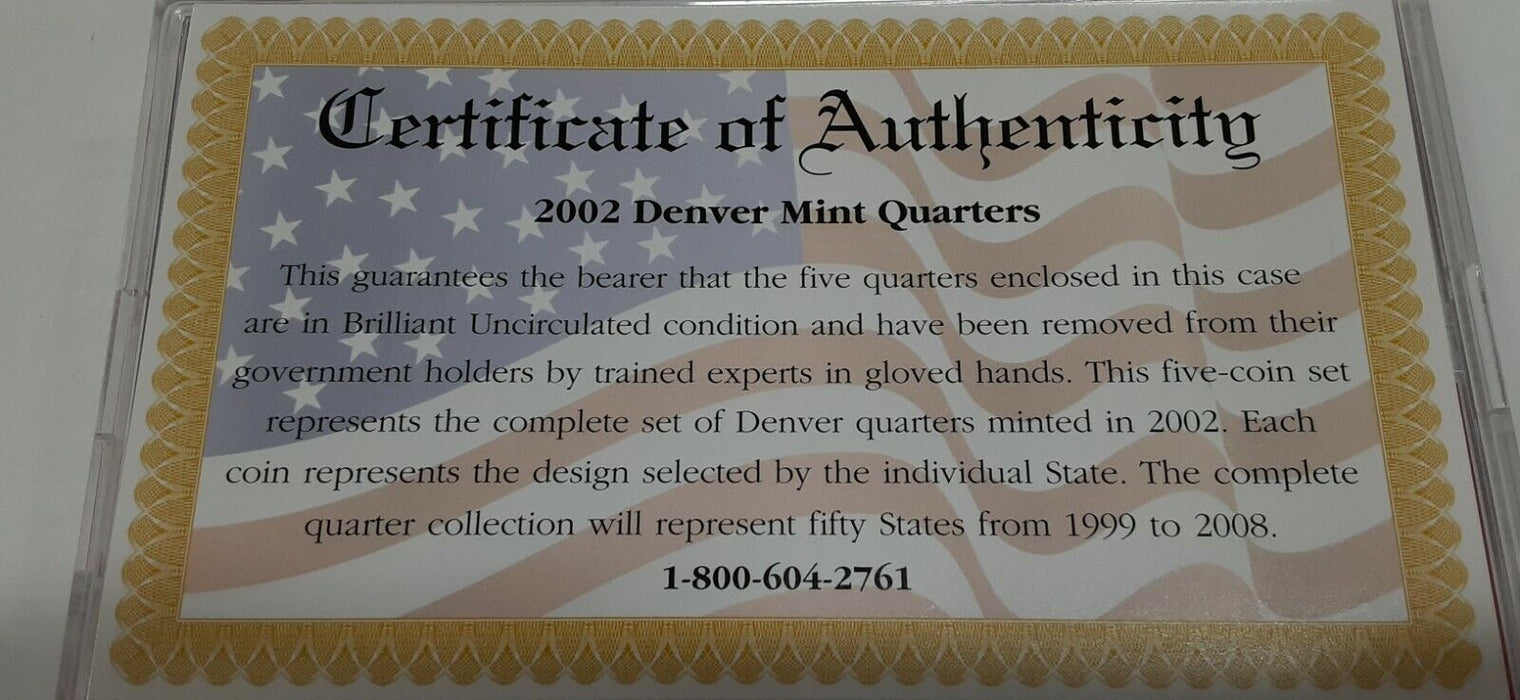 Certificate of Authenticity
2002 Denver Mint Quarters
This guarantees the bearer that the five quarters enclosed in this case
are in Brilliant Uncirculated condition and have been removed from their
government holders by trained experts in gloved hands. This five-coin set
represents the complete set of Denver quarters minted in 2002. Each
coin represents the design selected by the individual State. The complete
quarter collection will represent fifty States from 1999 to 2008.
1-800-604-2761